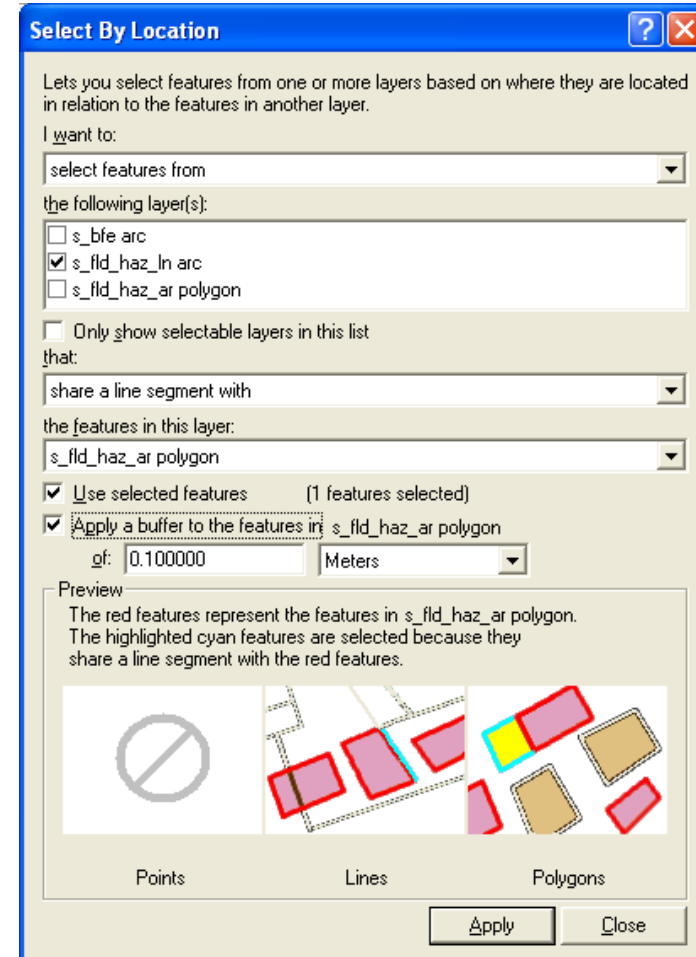 Select By Location
?
Lets you select features from one or more layers based on where they are located
in relation to the features in another layer.
I want to:
select features from
the following layer(s):
s_bfe arc
s_fld_haz_ln arc
s_fld_haz_ar polygon
Only show selectable layers in this list
that:
share a line segment with
the features in this layer:
s_fld_haz_ar polygon
Use selected features (1 features selected)
Apply a buffer to the features in s_fld_haz_ar polygon
of: 0.100000 Meters
Preview
The red features represent the features in s_fld_haz_ar polygon.
The highlighted cyan features are selected because they
share a line segment with the red features.
Points Lines Polygons
Apply Close